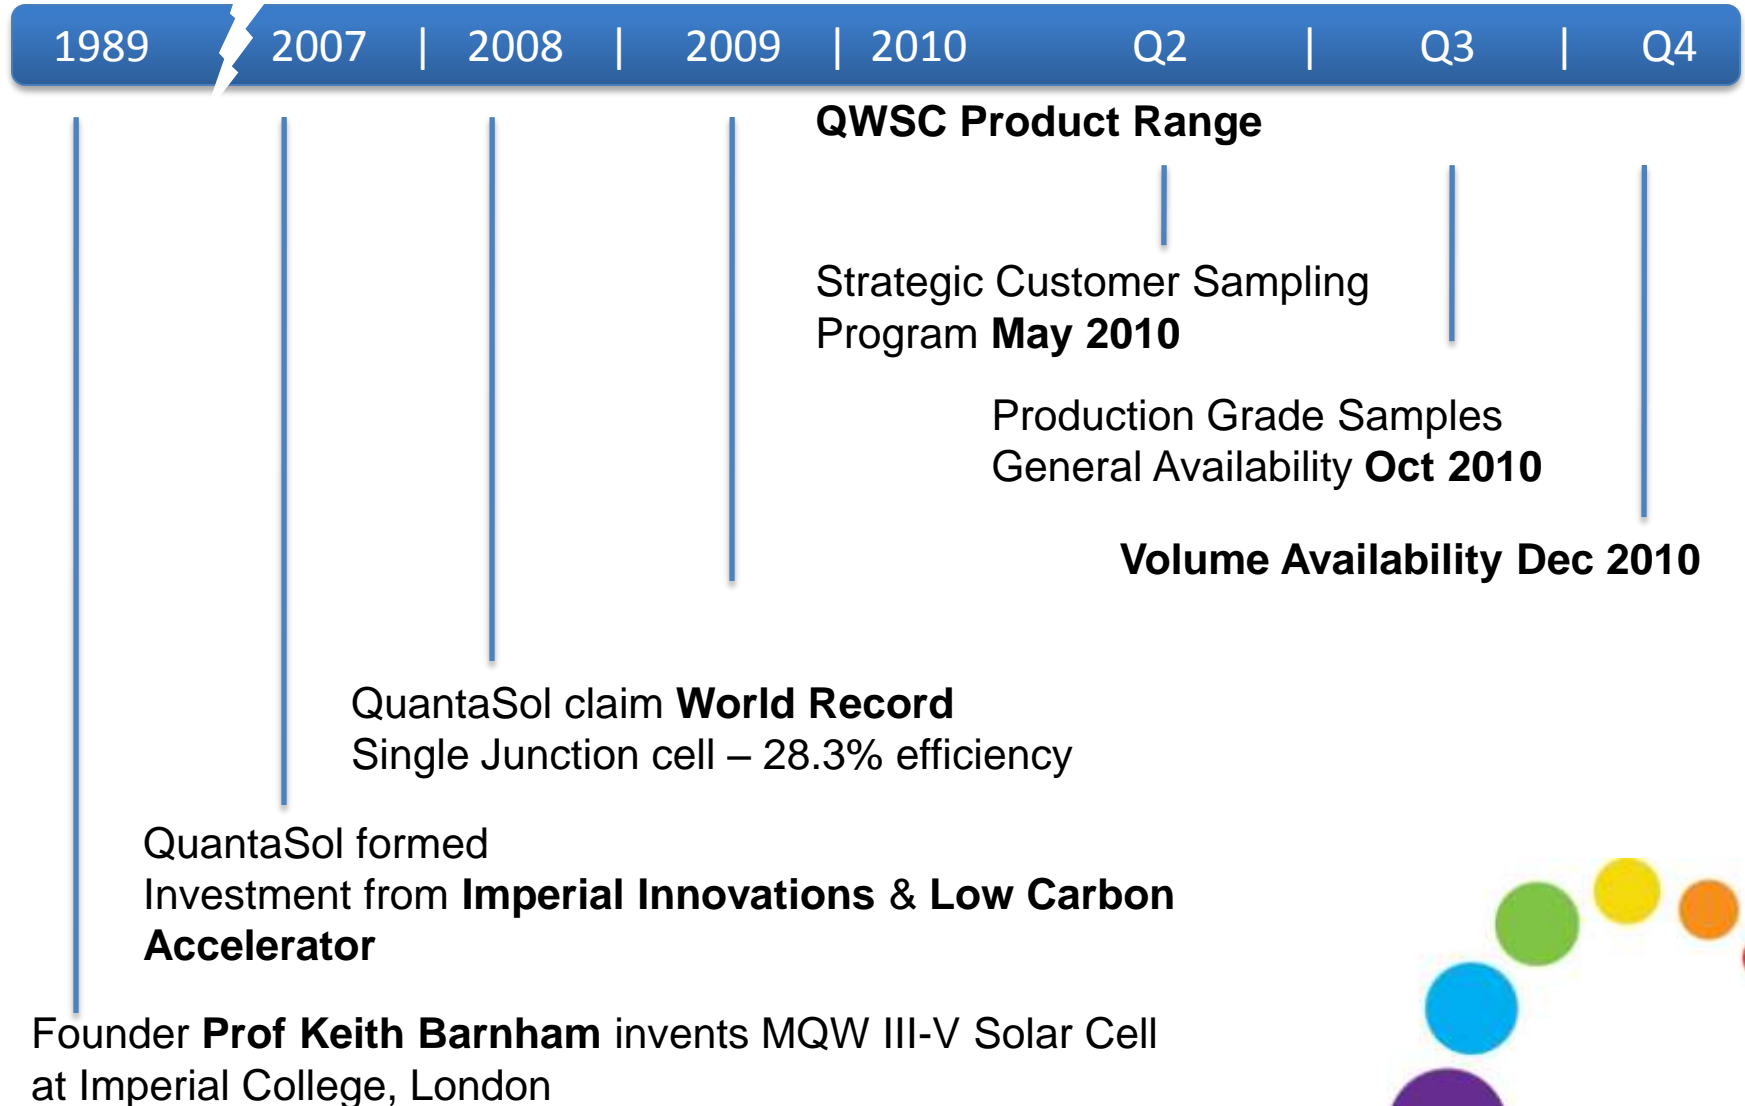 1989 2007 | 2008 | 2009 | 2010 Q2 | Q3 | Q4
QWSC Product Range
Strategic Customer Sampling
Program May 2010
Production Grade Samples
General Availability Oct 2010
Volume Availability Dec 2010
QuantaSol claim World Record
Single Junction cell – 28.3% efficiency
QuantaSol formed
Investment from Imperial Innovations & Low Carbon
Accelerator
Founder Prof Keith Barnham invents MQW III-V Solar Cell
at Imperial College, London